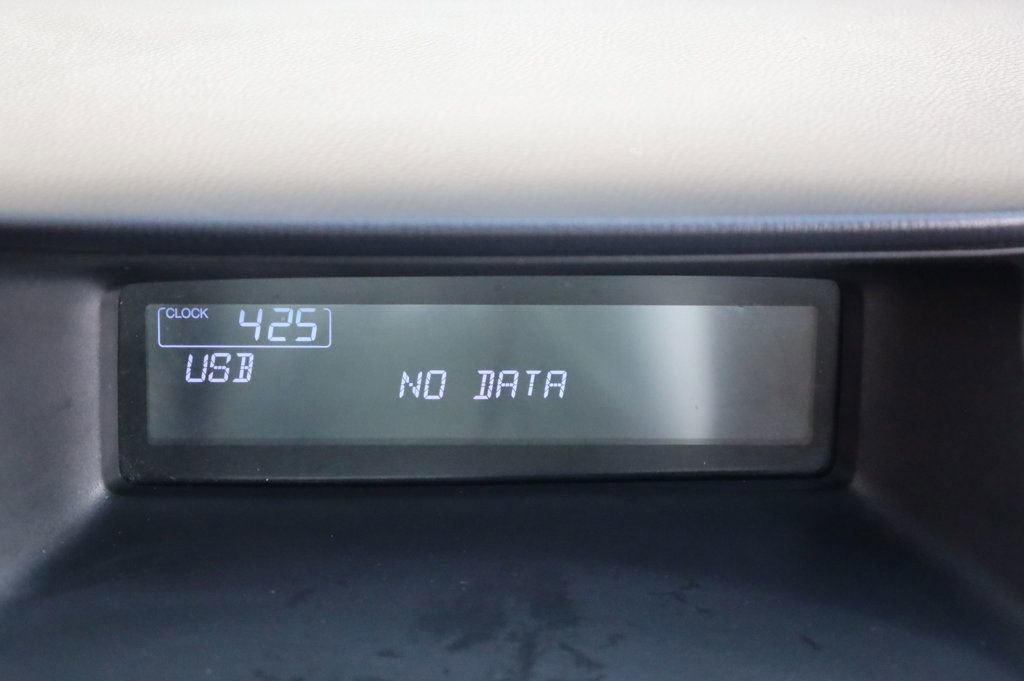 CLOCK 425
USB
NO DATA